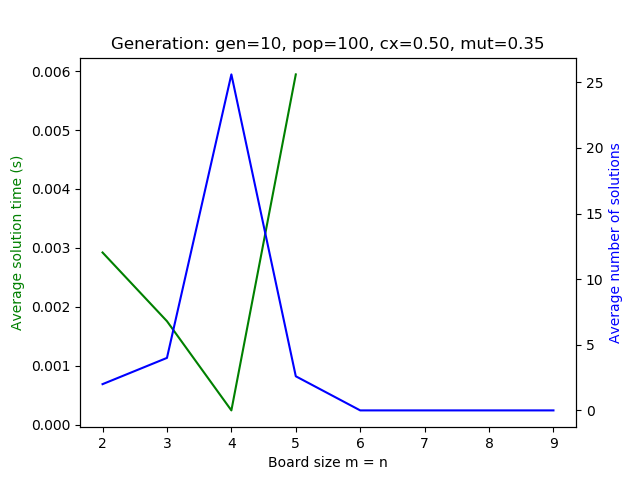 Generation: gen=10, pop=100, cx=0.50, mut=0.35
0.006
0.005
0.004
0.003
0.002
0.001
0.000
Average solution time (s)
25
20
15
10
5
0
Average number of solutions
2 3 4 5 6 7 8 9
Board size m = n